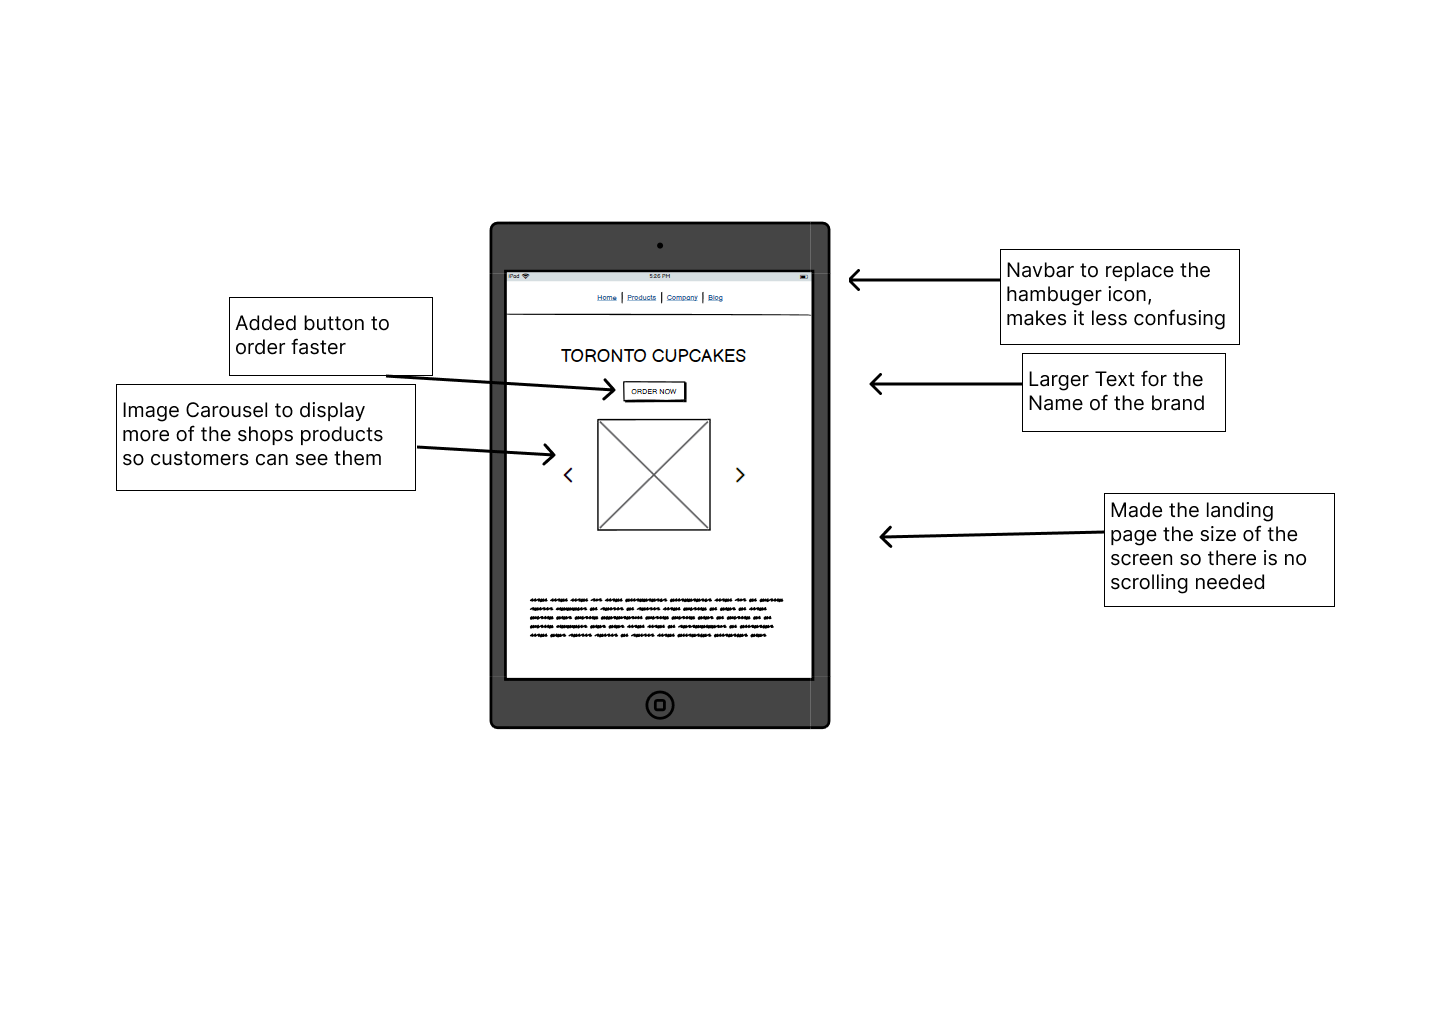 iPad 5:26 PM
Home Products Company Blog
TORONTO CUPCAKES
ORDER NOW
Added button to
order faster
Image Carousel to display
more of the shops products
so customers can see them
Navbar to replace the
hambuger icon,
makes it less confusing
Larger Text for the
Name of the brand
Made the landing
page the size of the
screen so there is no
scrolling needed